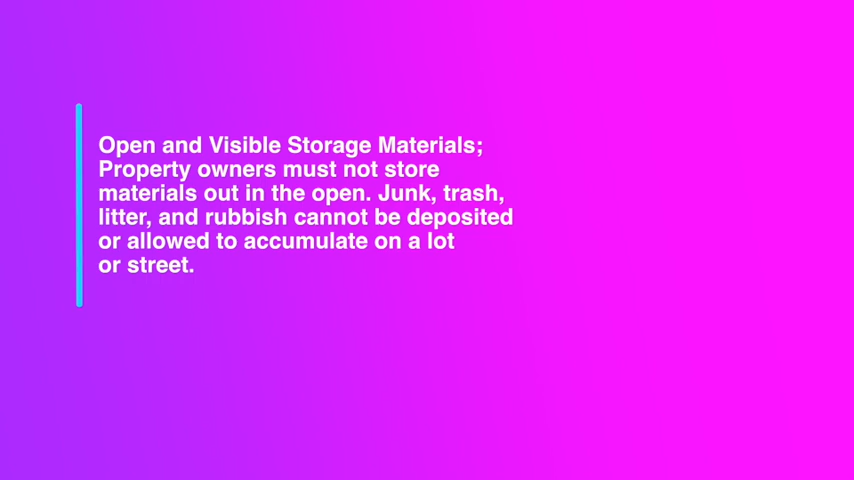 Open and Visible Storage Materials;
Property owners must not store
materials out in the open. Junk, trash,
litter, and rubbish cannot be deposited
or allowed to accumulate on a lot
or street.